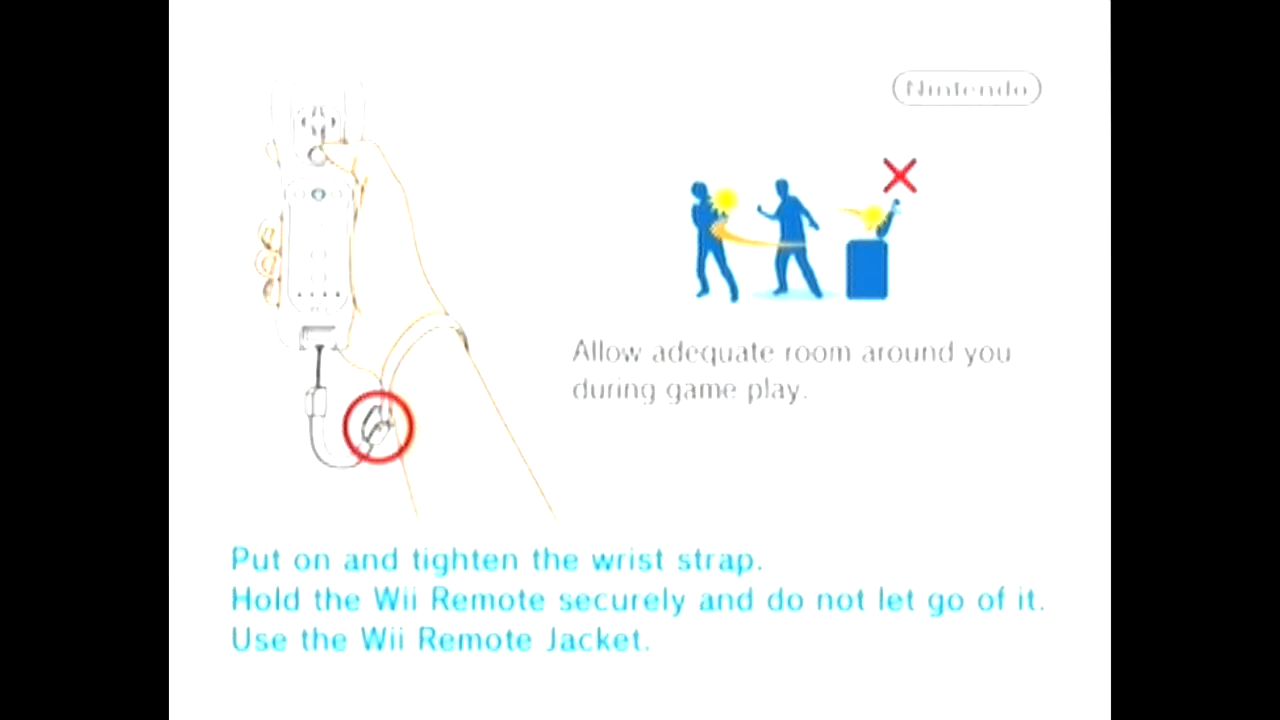 Nintendo
Allow adequate room around you
during game play.
Put on and tighten the wrist strap.
Hold the Wii Remote securely and do not let go of it.
Use the Wii Remote Jacket.